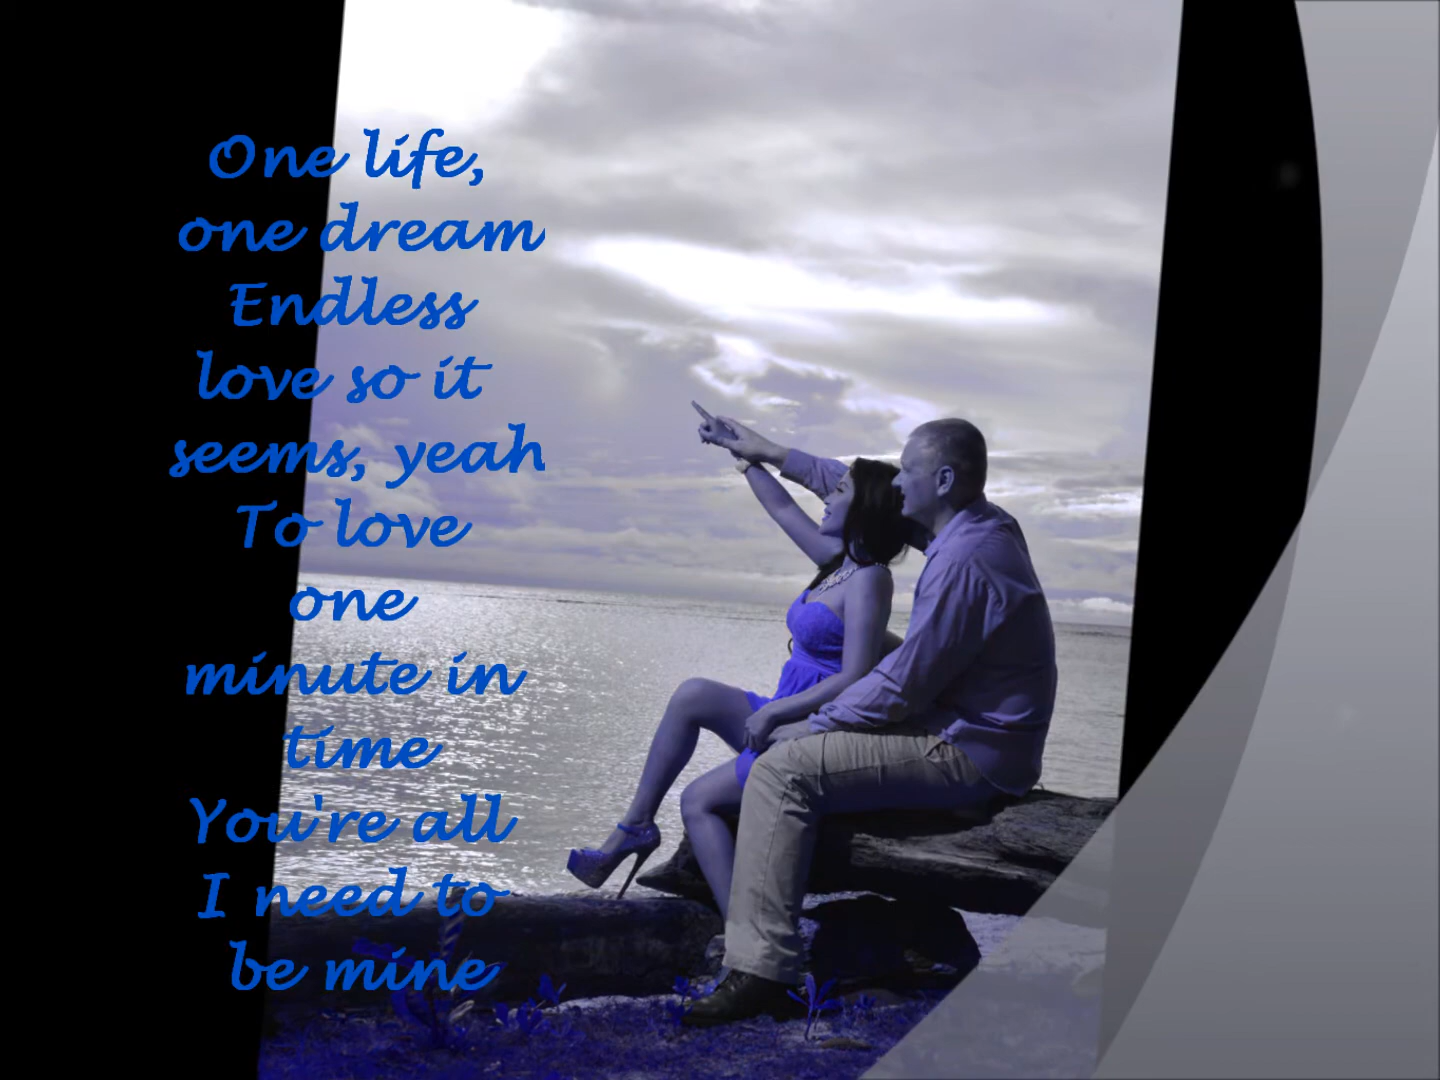 One life,
one dream
Endless
love so it
seems, yeah
To love
one
minute in
time
You're all
I need to
be mine